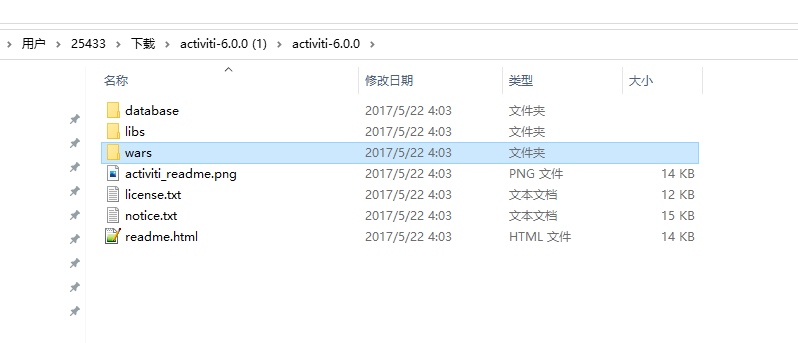 用户 25433 下载 activiti-6.0.0 (1) activiti-6.0.0
名称 修改日期 类型 大小
database 2017/5/22 4:03 文件夹
libs 2017/5/22 4:03 文件夹
wars 2017/5/22 4:03 文件夹
activiti_readme.png 2017/5/22 4:03 PNG 文件 14 KB
license.txt 2017/5/22 4:03 文本文档 12 KB
notice.txt 2017/5/22 4:03 文本文档 15 KB
readme.html 2017/5/22 4:03 HTML 文件 14 KB